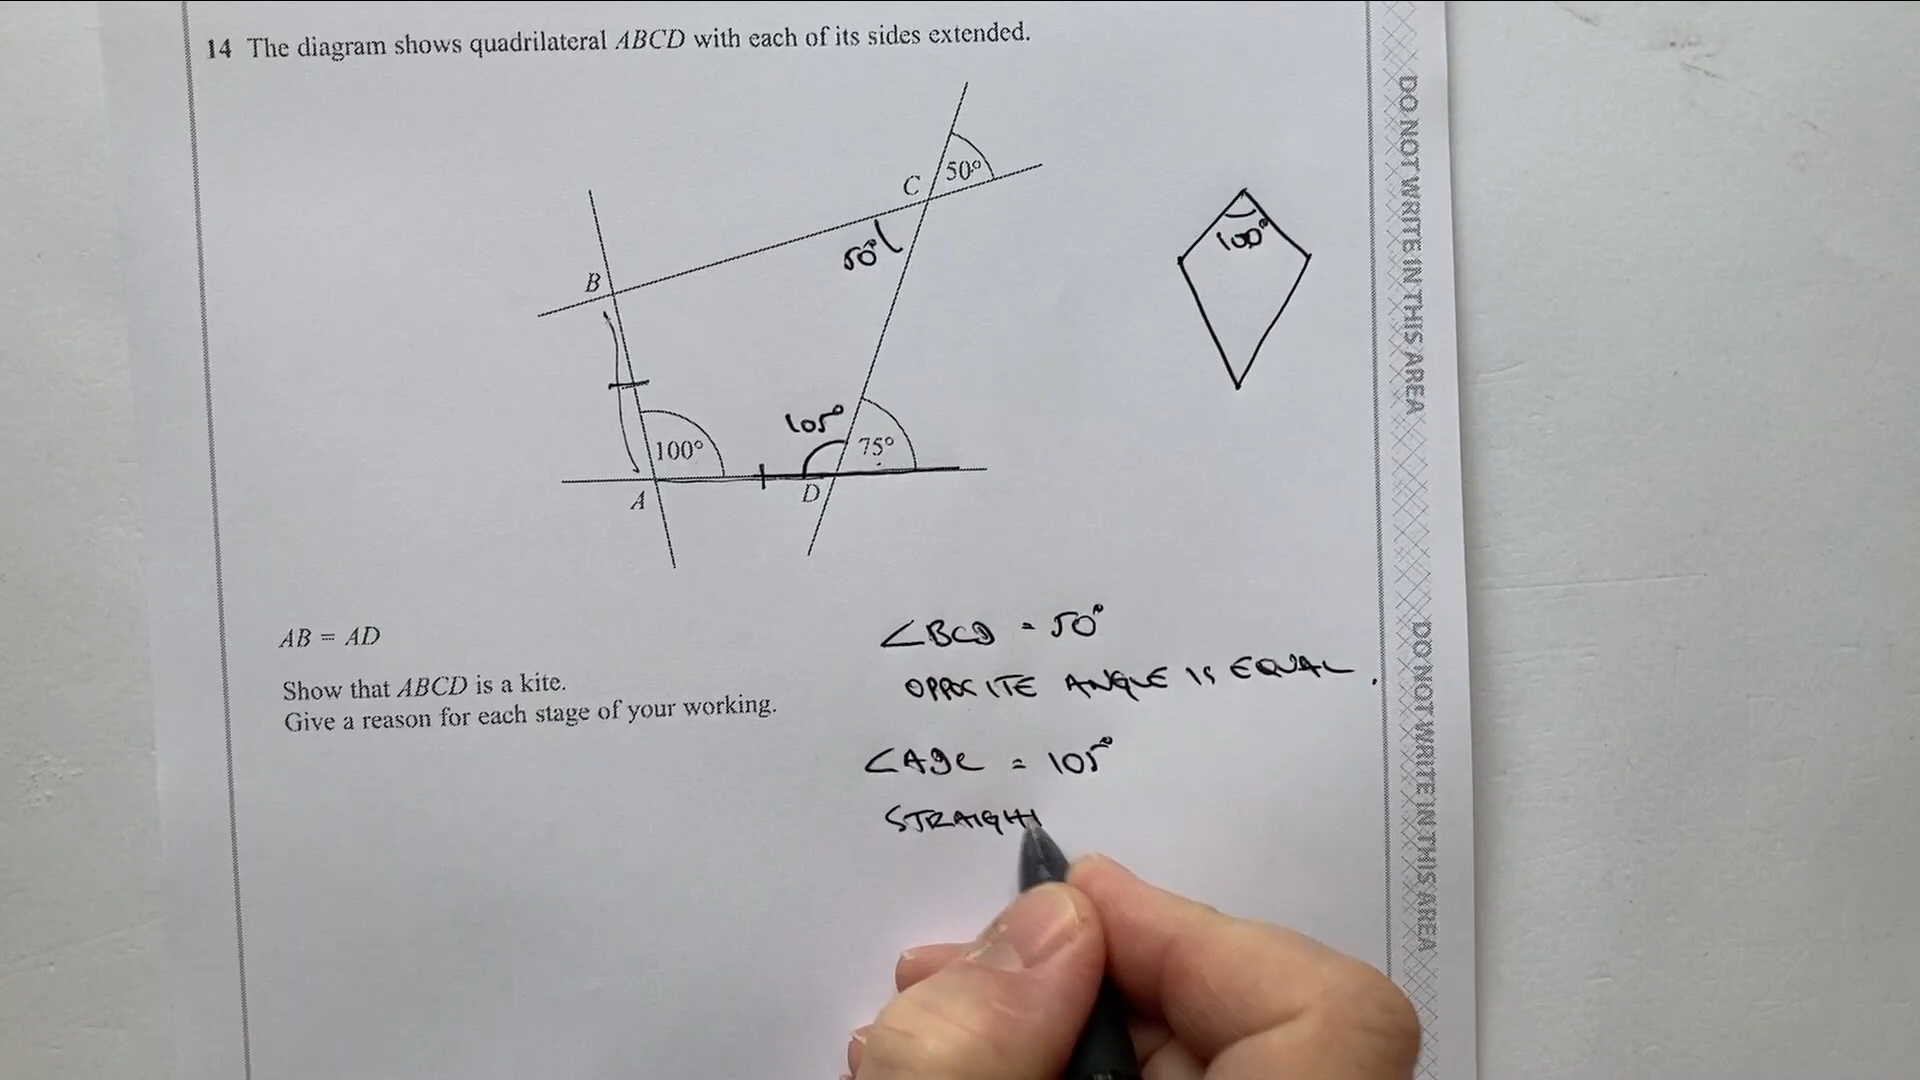 14 The diagram shows quadrilateral ABCD with each of its sides extended.
C
50°
50°
B
100°
105°
100°
75°
A
D
AB = AD
Show that ABCD is a kite.
Give a reason for each stage of your working.
∠BCD = 50°
OPPOSITE ANGLE IS EQUAL.
∠ADC = 105°
STRAIGH
DO NOT WRITE IN THIS AREA
DO NOT WRITE IN THIS AREA